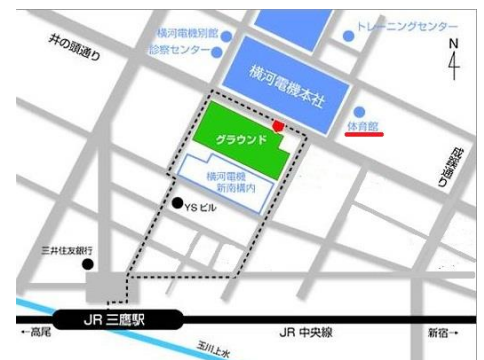 トレーニングセンター
横河電機別館
診察センター
N
4
井の頭通り
横河電機本社
体育館
グラウンド
成蹊通り
横河電機
新南構内
YS ビル
三井住友銀行
JR 三鷹駅
←高尾
JR 中央線
新宿→
玉川上水